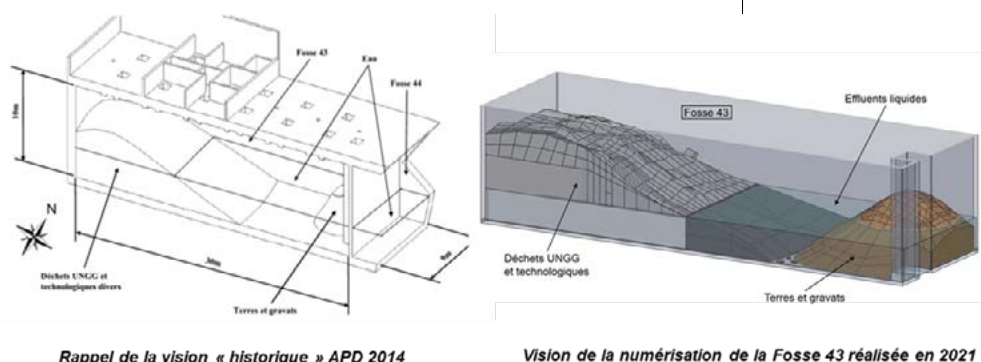 Fosse 43
Eau
Fosse 44
10m
N
30m
9m
Déchets UNGG et
technologiques divers
Terres et gravats
Rappel de la vision « historique » APD 2014
Effluents liquides
Fosse 43
Déchets UNGG
et technologiques
Terres et gravats
Vision de la numérisation de la Fosse 43 réalisée en 2021